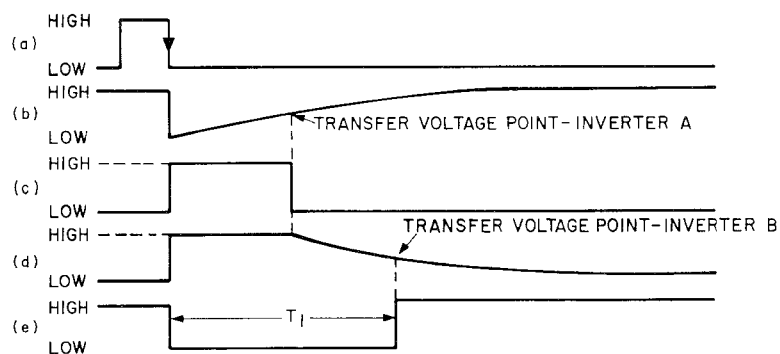 HIGH
(a)
LOW
HIGH
(b)
LOW
TRANSFER VOLTAGE POINT-INVERTER A
HIGH
(c)
LOW
TRANSFER VOLTAGE POINT-INVERTER B
HIGH
(d)
LOW
HIGH
T1
(e)
LOW